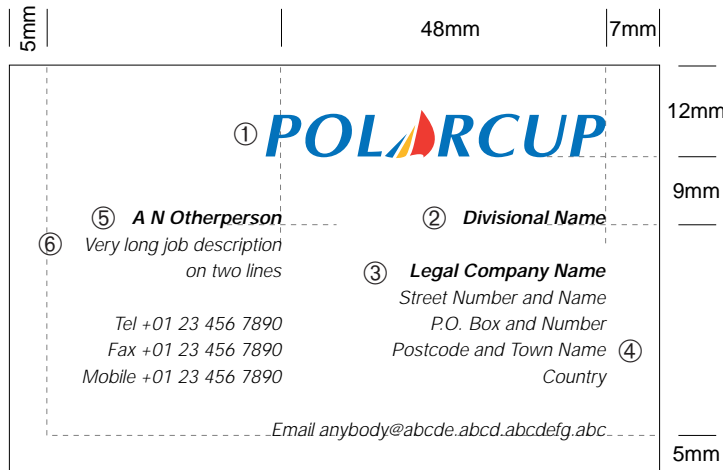 5mm
48mm
7mm
12mm
9mm
5mm
① POLARCUP
⑤ A N Otherperson
⑥ Very long job description
on two lines
Tel +01 23 456 7890
Fax +01 23 456 7890
Mobile +01 23 456 7890
② Divisional Name
③ Legal Company Name
Street Number and Name
P.O. Box and Number
Postcode and Town Name ④
Country
Email anybody@abcde.abcd.abcdefg.abc